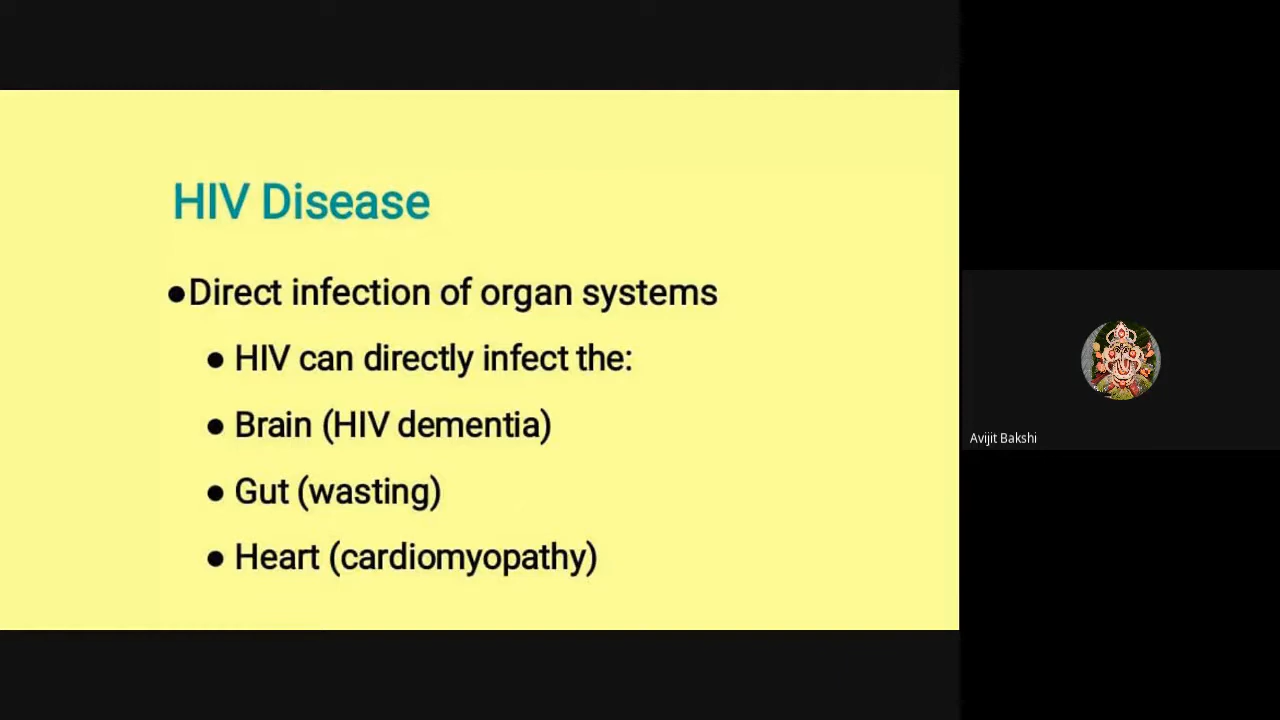 HIV Disease
●Direct infection of organ systems
● HIV can directly infect the:
● Brain (HIV dementia)
● Gut (wasting)
● Heart (cardiomyopathy)
Avijit Bakshi